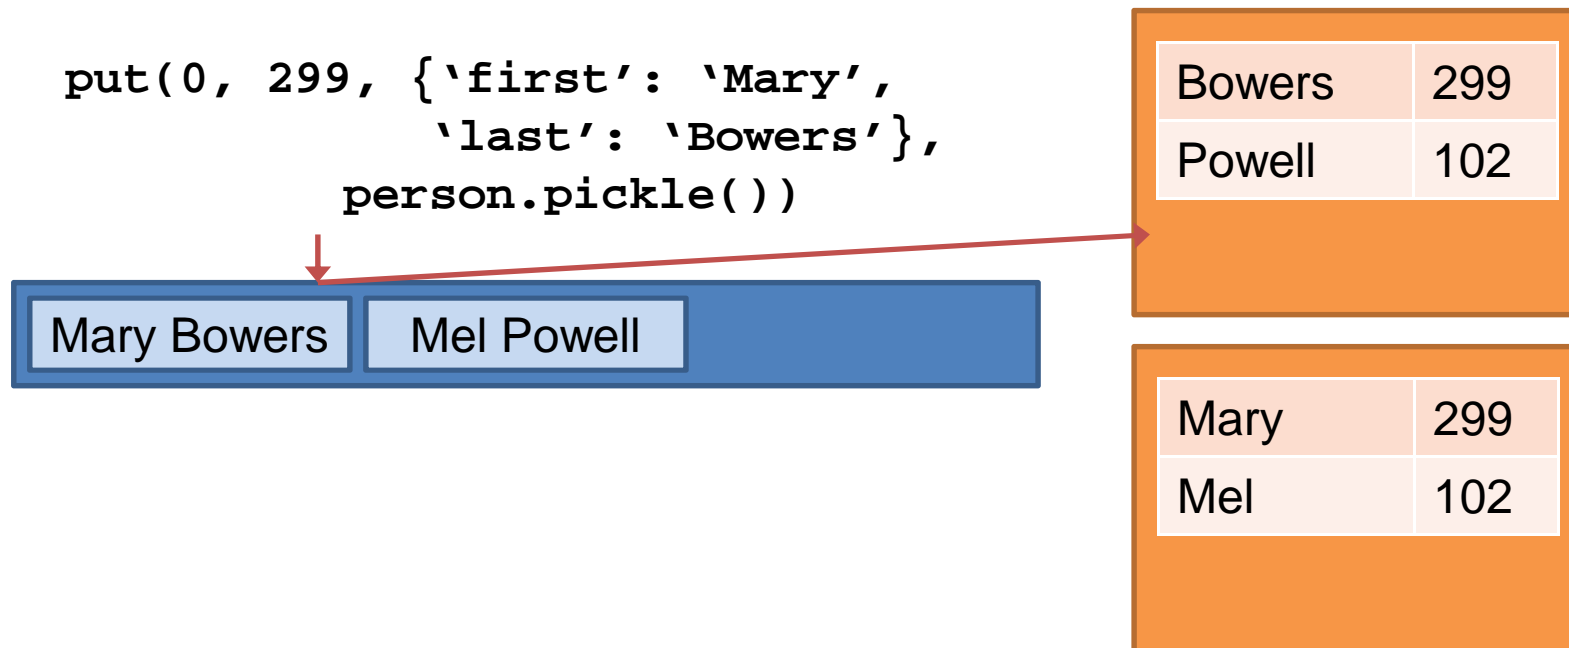 put(0, 299, {‘first’: ‘Mary’,
‘last’: ‘Bowers’},
person.pickle())
Mary Bowers Mel Powell
Bowers 299
Powell 102
Mary 299
Mel 102